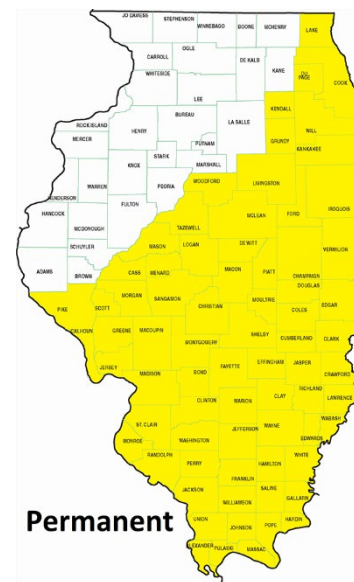 JO DAVIESS STEPHENSON WINNEBAGO BOONE MCHENRY LAKE
CARROLL OGLE DE KALB KANE DU PAGE COOK
WHITESIDE LEE
ROCK ISLAND HENRY BUREAU LA SALLE KENDALL WILL
MERCER PUTNAM GRUNDY KANKAKEE
KNOX STARK MARSHALL
HENDERSON WARREN PEORIA WOODFORD LIVINGSTON
HANCOCK MCDONOUGH FULTON TAZEWELL MCLEAN FORD IROQUOIS
SCHUYLER MASON LOGAN DE WITT VERMILION
ADAMS BROWN CASS MENARD MACON PIATT CHAMPAIGN
PIKE SCOTT MORGAN SANGAMON CHRISTIAN MOULTRIE DOUGLAS COLES EDGAR
CALHOUN GREENE MACOUPIN MONTGOMERY SHELBY CUMBERLAND CLARK
JERSEY MADISON BOND FAYETTE EFFINGHAM JASPER CRAWFORD
CLINTON MARION CLAY RICHLAND LAWRENCE
ST. CLAIR MONROE WASHINGTON JEFFERSON WAYNE EDWARDS WABASH
RANDOLPH PERRY HAMILTON WHITE
JACKSON FRANKLIN WILLIAMSON SALINE GALLATIN
Permanent UNION JOHNSON POPE HARDIN
ALEXANDER PULASKI MASSAC